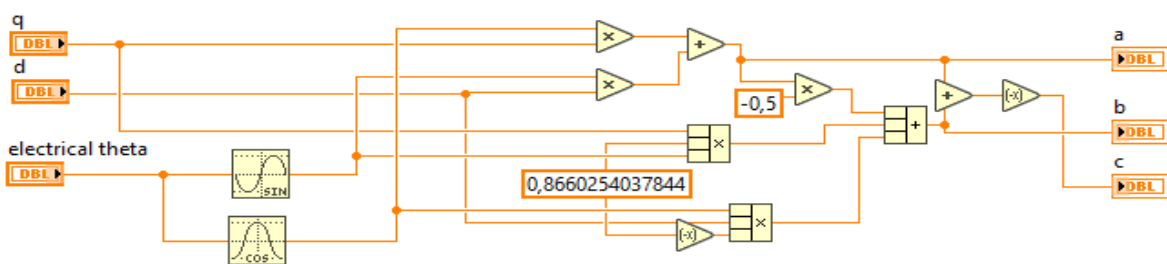 q
DBL
d
DBL
electrical theta
DBL
SIN
COS
x
x
+
-0,5
x
x
0,8660254037844
(-x)
x
+
+
(-x)
a
DBL
b
DBL
c
DBL